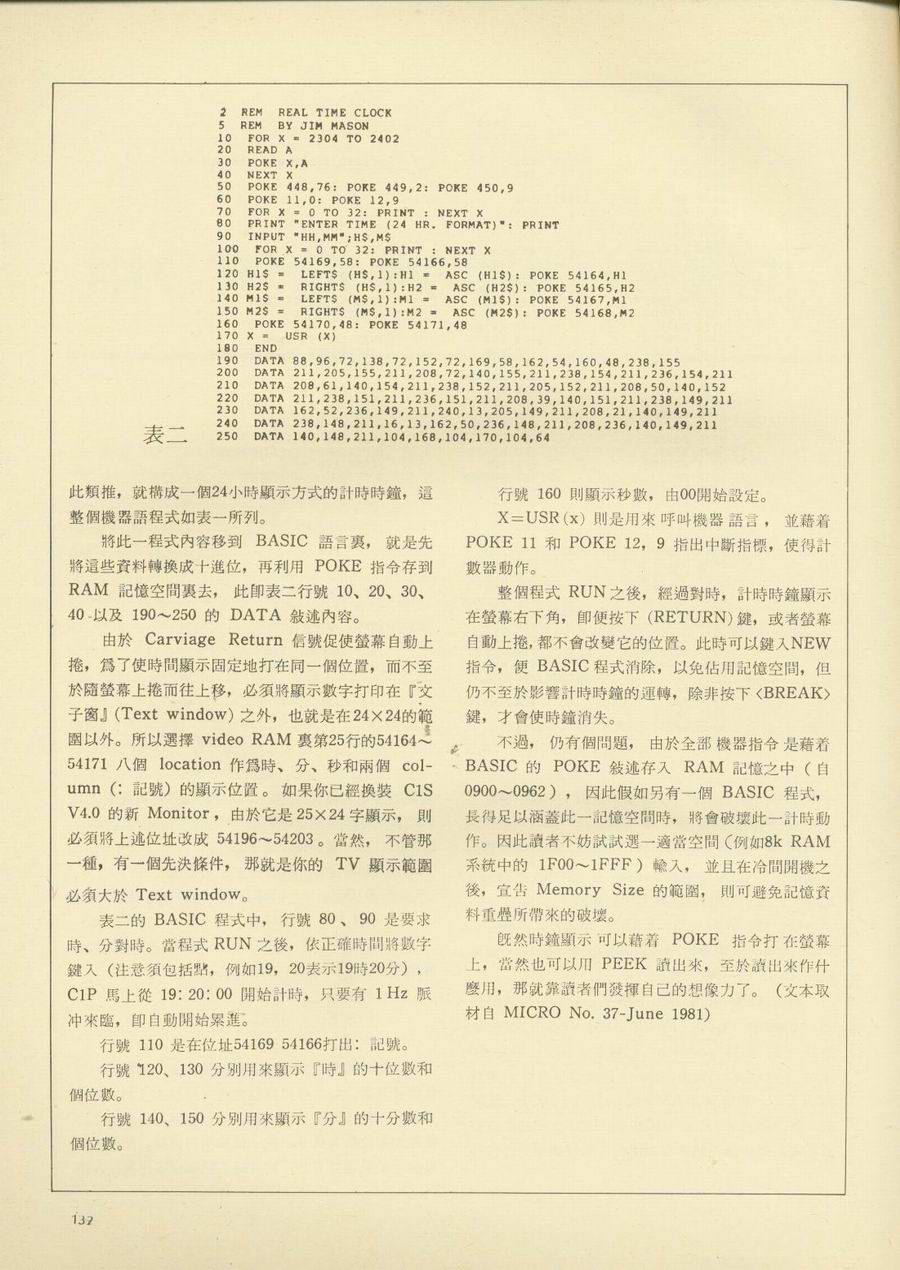 2 REM REAL TIME CLOCK
5 REM BY JIM MASON
10 FOR X = 2304 TO 2402
20 READ A
30 POKE X,A
40 NEXT X
50 POKE 448,76: POKE 449,2: POKE 450,9
60 POKE 11,0: POKE 12,9
70 FOR X = 0 TO 32: PRINT : NEXT X
80 PRINT "ENTER TIME (24 HR. FORMAT)": PRINT
90 INPUT "HH,MM";H$,M$
100 FOR X = 0 TO 32: PRINT : NEXT X
110 POKE 54169,58: POKE 54166,58
120 H1$ = LEFT$ (H$,1):H1 = ASC (H1$): POKE 54164,H1
130 H2$ = RIGHT$ (H$,1):H2 = ASC (H2$): POKE 54165,H2
140 M1$ = LEFT$ (M$,1):M1 = ASC (M1$): POKE 54167,M1
150 M2$ = RIGHT$ (M$,1):M2 = ASC (M2$): POKE 54168,M2
160 POKE 54170,48: POKE 54171,48
170 X = USR (X)
180 END
190 DATA 88,96,72,138,72,152,72,169,58,162,54,160,48,238,155
200 DATA 211,205,155,211,208,72,140,155,211,238,154,211,236,154,211
210 DATA 208,61,140,154,211,238,152,211,205,152,211,208,50,140,152
220 DATA 211,238,151,211,236,151,211,208,39,140,151,211,238,149,211
230 DATA 162,52,236,149,211,240,13,205,149,211,208,21,140,149,211
240 DATA 238,148,211,16,13,162,50,236,148,211,208,236,140,149,211
250 DATA 140,148,211,104,168,104,170,104,64
表二
此類推，就構成一個24小時顯示方式的計時時鐘，這
整個機器語程式如表一所列。
將此一程式內容移到 BASIC 語言裏，就是先
將這些資料轉換成十進位，再利用 POKE 指令存到
RAM 記憶空間裏去，此卽表二行號 10、20、30、
40 以及 190～250 的 DATA 敍述內容。
由於 Carviage Return 信號促使螢幕自動上
捲，爲了使時間顯示固定地打在同一個位置，而不至
於隨螢幕上捲而往上移，必須將顯示數字打印在『文
子窗』(Text window) 之外，也就是在24×24的範
圍以外。所以選擇 video RAM 裏第25行的54164～
54171 八個 location 作爲時、分、秒和兩個 col-
umn (：記號) 的顯示位置。如果你已經換裝 C1S
V4.0 的新 Monitor，由於它是 25×24 字顯示，則
必須將上述位址改成 54196～54203。當然，不管那
一種，有一個先決條件，那就是你的 TV 顯示範圍
必須大於 Text window。
表二的 BASIC 程式中，行號 80、90 是要求
時、分對時。當程式 RUN 之後，依正確時間將數字
鍵入（注意須包括點，例如19，20表示19時20分），
C1P 馬上從 19：20：00 開始計時，只要有 1 Hz 脈
冲來臨，卽自動開始累進。
行號 110 是在位址54169 54166打出：記號。
行號 120、130 分別用來顯示『時』的十位數和
個位數。
行號 140、150 分別用來顯示『分』的十分數和
個位數。
行號 160 則顯示秒數，由00開始設定。
X=USR(x) 則是用來呼叫機器語言，並藉着
POKE 11 和 POKE 12，9 指出中斷指標，使得計
數器動作。
整個程式 RUN之後，經過對時，計時時鐘顯示
在螢幕右下角，卽便按下 (RETURN)鍵，或者螢幕
自動上捲，都不會改變它的位置。此時可以鍵入NEW
指令，便 BASIC 程式消除，以免佔用記憶空間，但
仍不至於影響計時時鐘的運轉，除非按下〈BREAK〉
鍵，才會使時鐘消失。
不過，仍有個問題，由於全部機器指令是藉着
BASIC 的 POKE 敍述存入 RAM 記憶之中（自
0900～0962），因此假如另有一個 BASIC 程式，
長得足以涵蓋此一記憶空間時，將會破壞此一計時動
作。因此讀者不妨試試選一適當空間（例如8k RAM
系統中的 1F00～1FFF）輸入，並且在冷間開機之
後，宣告 Memory Size 的範圍，則可避免記憶資
料重疊所帶來的破壞。
旣然時鐘顯示可以藉着 POKE 指令打在螢幕
上，當然也可以用 PEEK 讀出來，至於讀出來作什
麼用，那就靠讀者們發揮自己的想像力了。（文本取
材自 MICRO No. 37-June 1981）
132